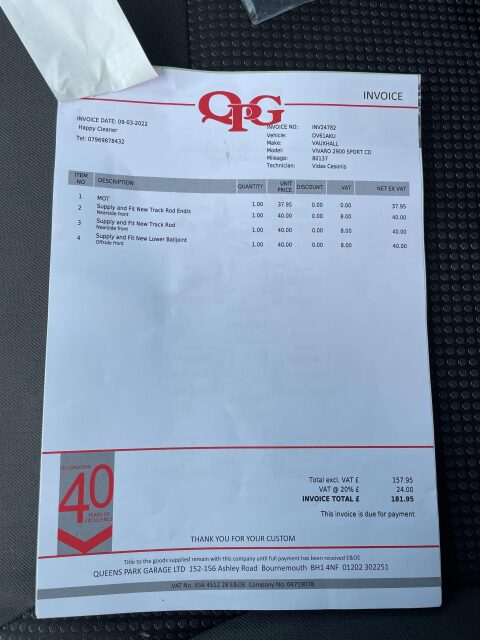 QPG
INVOICE
INVOICE DATE: 09-03-2022
Happy Cleaner
Tel: 07969878432
INVOICE NO: INV24782
Vehicle: DV61AKU
Make: VAUXHALL
Model: VIVARO 2900 SPORT CD
Mileage: 80137
Technician: Vidas Cesonis
ITEM NO DESCRIPTION QUANTITY UNIT PRICE DISCOUNT VAT NET EX VAT
1 MOT 1.00 37.95 0.00 0.00 37.95
2 Supply and Fit New Track Rod End/s 1.00 40.00 0.00 8.00 40.00
Nearside front
3 Supply and Fit New Track Rod 1.00 40.00 0.00 8.00 40.00
Nearside front
4 Supply and Fit New Lower Balljoint 1.00 40.00 0.00 8.00 40.00
Offside front
CELEBRATING
40
YEARS OF
EXCELLENCE
Total excl. VAT £ 157.95
VAT @ 20% £ 24.00
INVOICE TOTAL £ 181.95
This invoice is due for payment
THANK YOU FOR YOUR CUSTOM
Title to the goods supplied remain with this company until full payment has been received E&OE
QUEENS PARK GARAGE LTD 152-156 Ashley Road Bournemouth BH1 4NF 01202 302251
VAT No. 656 4512 28 E&OE Company No. 04719078